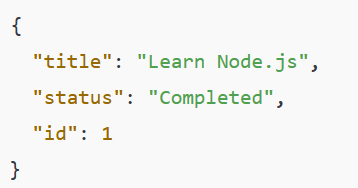 {
  "title": "Learn Node.js",
  "status": "Completed",
  "id": 1
}